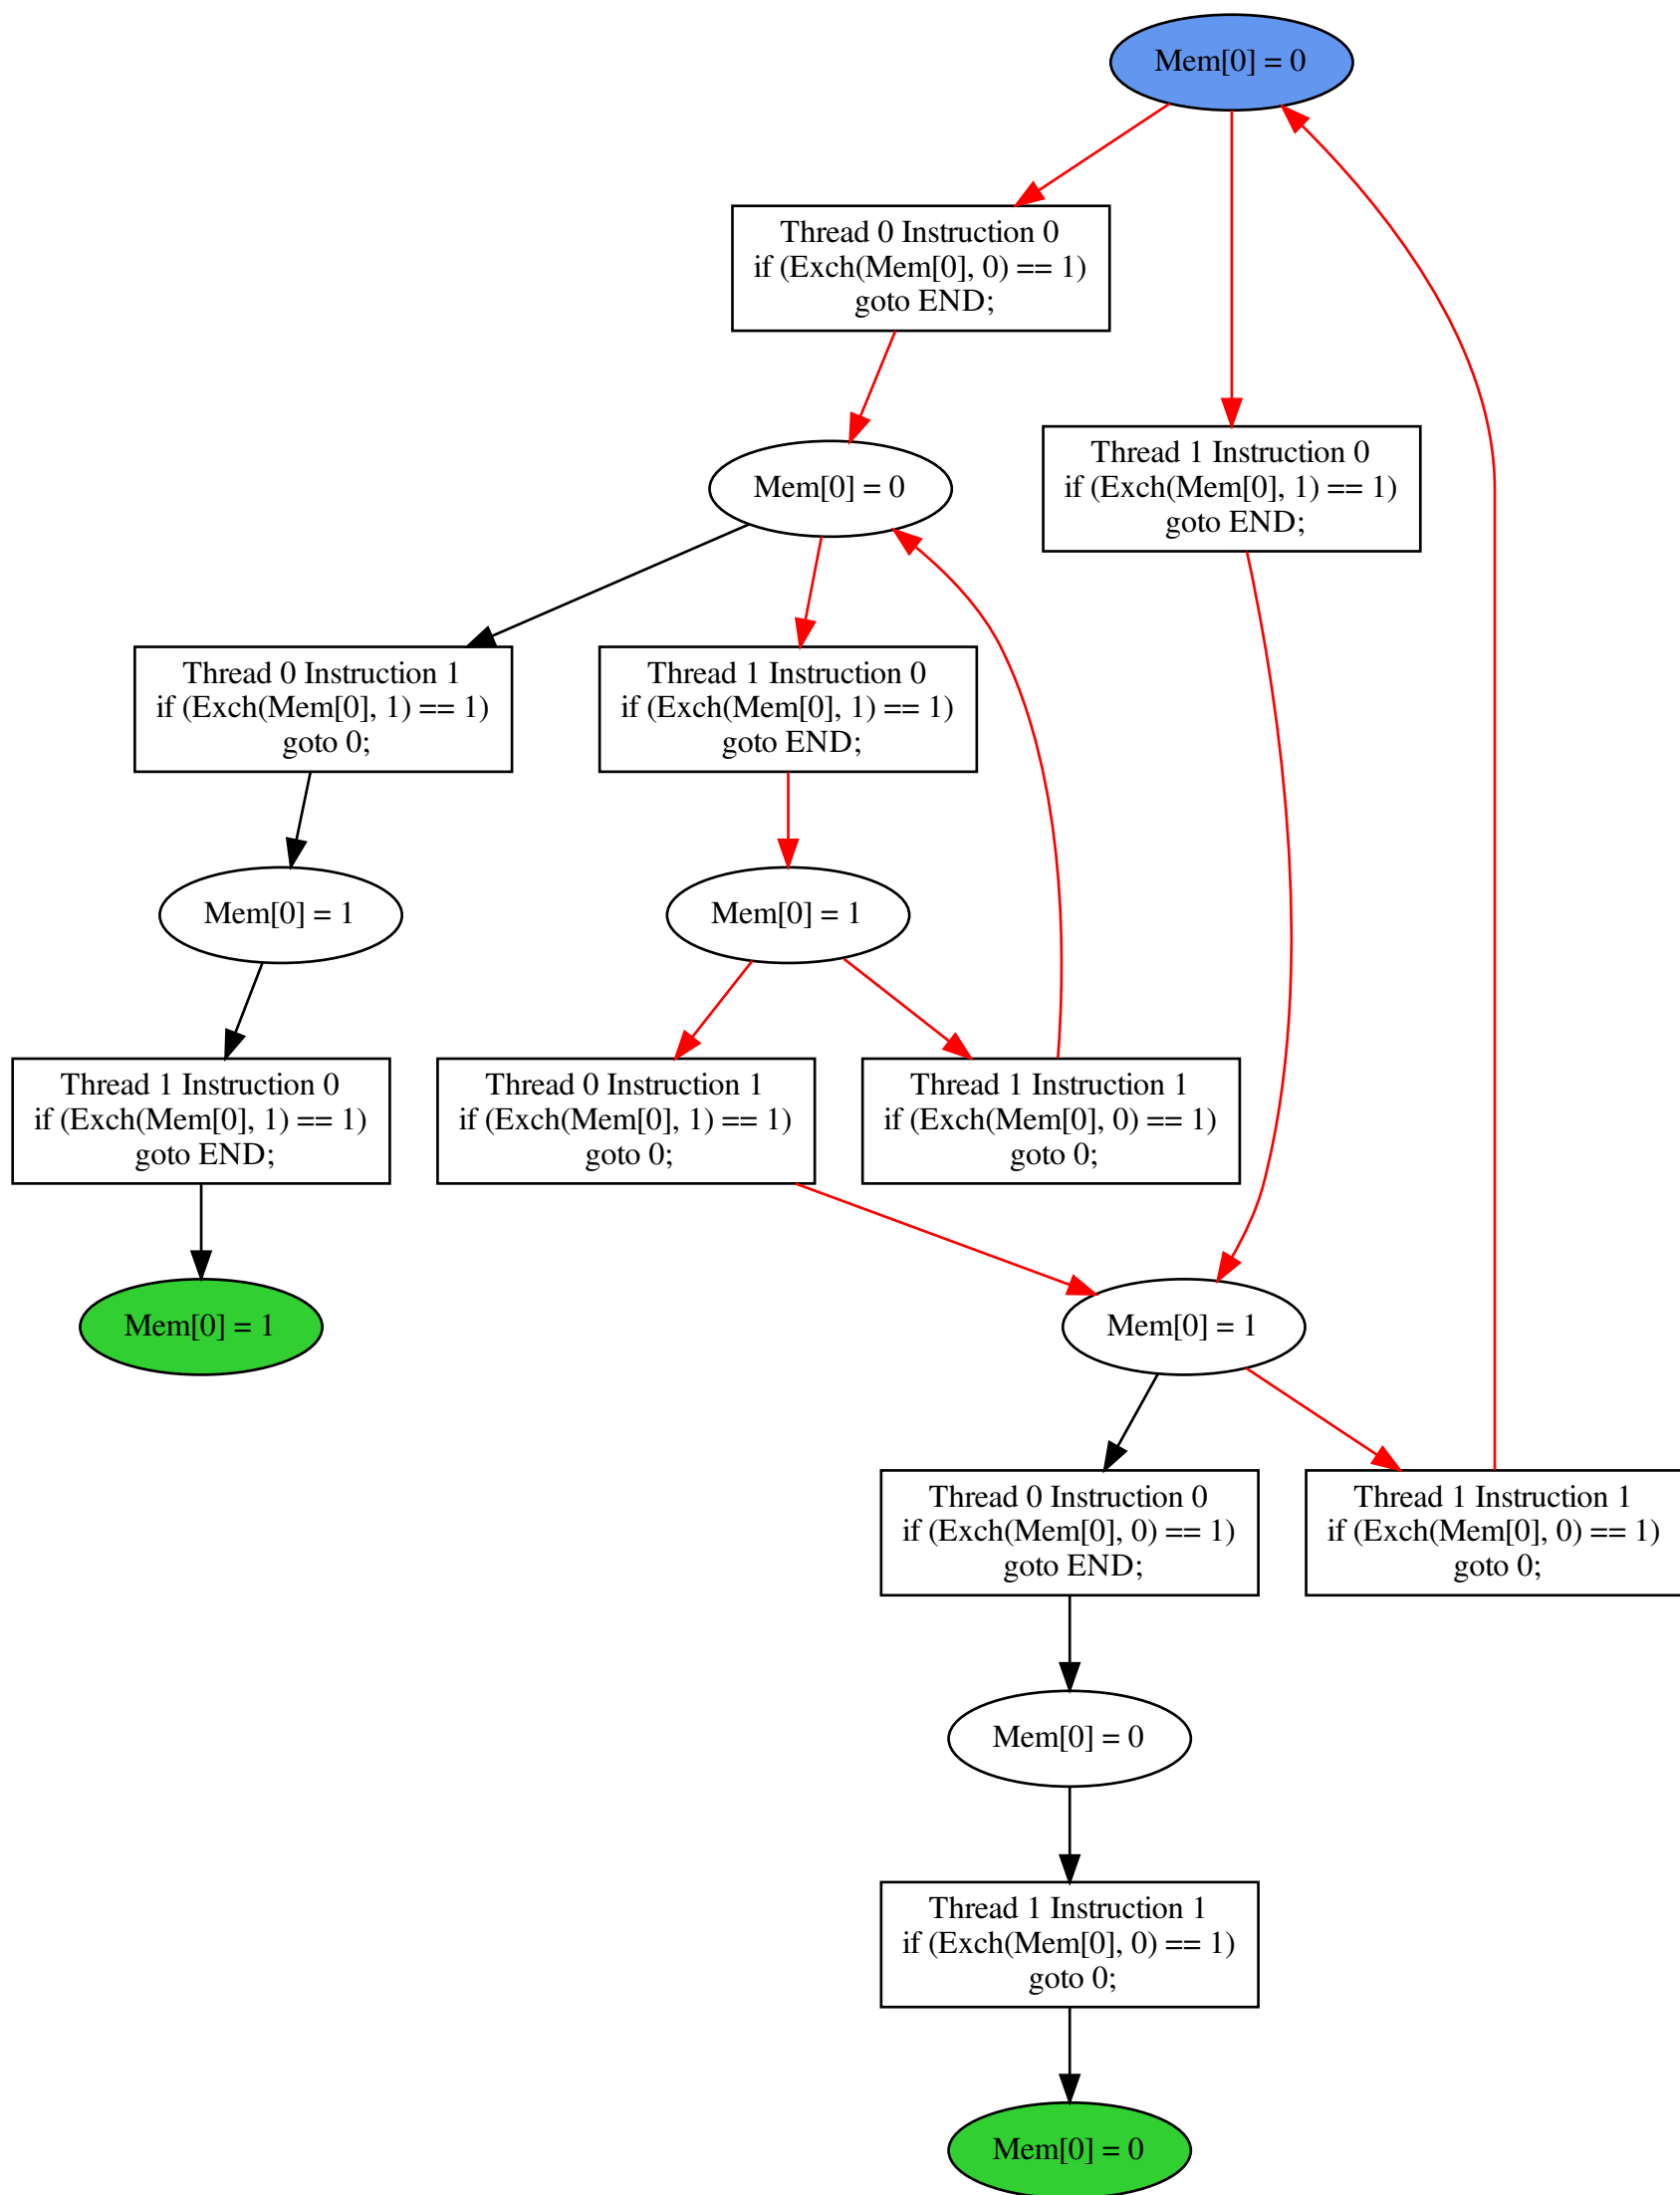 Mem[0] = 0
Thread 0 Instruction 0
if (Exch(Mem[0], 0) == 1)
goto END;
Thread 1 Instruction 0
if (Exch(Mem[0], 1) == 1)
goto END;
Mem[0] = 0
Thread 0 Instruction 1
if (Exch(Mem[0], 1) == 1)
goto 0;
Thread 1 Instruction 0
if (Exch(Mem[0], 1) == 1)
goto END;
Mem[0] = 1
Mem[0] = 1
Thread 1 Instruction 0
if (Exch(Mem[0], 1) == 1)
goto END;
Thread 0 Instruction 1
if (Exch(Mem[0], 1) == 1)
goto 0;
Thread 1 Instruction 1
if (Exch(Mem[0], 0) == 1)
goto 0;
Mem[0] = 1
Mem[0] = 1
Thread 0 Instruction 0
if (Exch(Mem[0], 0) == 1)
goto END;
Thread 1 Instruction 1
if (Exch(Mem[0], 0) == 1)
goto 0;
Mem[0] = 0
Thread 1 Instruction 1
if (Exch(Mem[0], 0) == 1)
goto 0;
Mem[0] = 0